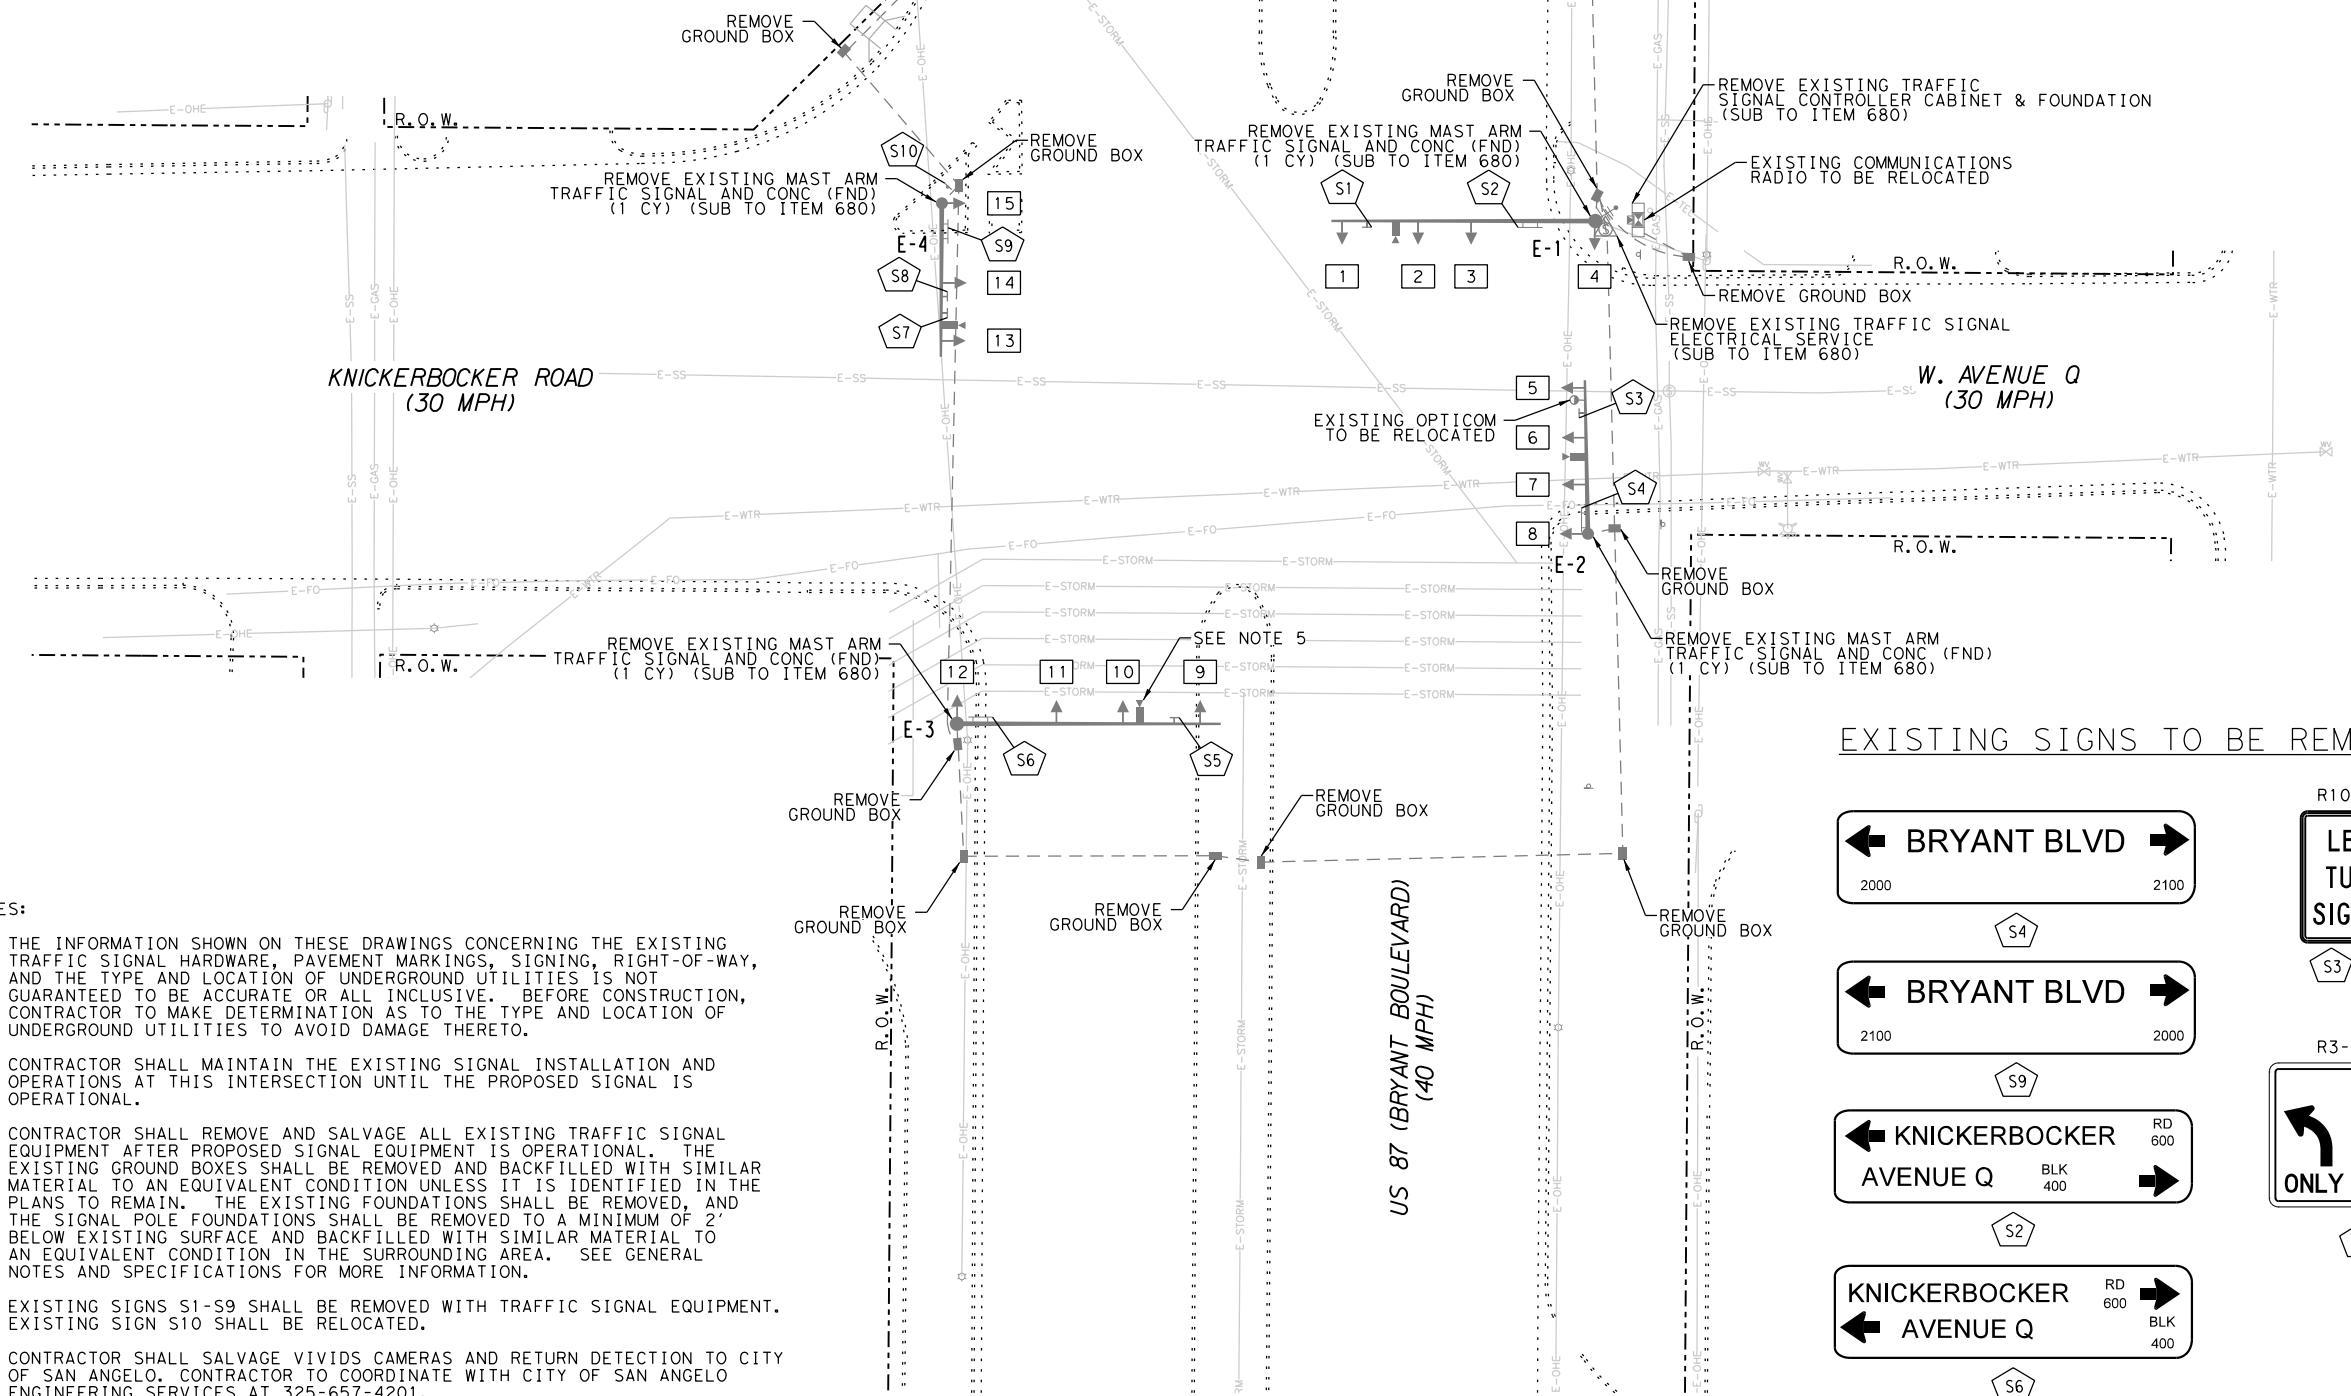 REMOVE
GROUND BOX
REMOVE
GROUND BOX
REMOVE EXISTING TRAFFIC
SIGNAL CONTROLLER CABINET & FOUNDATION
(SUB TO ITEM 680)
E-OHE
R.O.W.
REMOVE EXISTING MAST ARM
TRAFFIC SIGNAL AND CONC (FND)
(1 CY) (SUB TO ITEM 680)
S10
REMOVE
GROUND BOX
EXISTING COMMUNICATIONS
RADIO TO BE RELOCATED
REMOVE EXISTING MAST ARM
TRAFFIC SIGNAL AND CONC (FND)
(1 CY) (SUB TO ITEM 680)
S1
S2
15
E-4
S9
S8
14
S7
13
E-1
1
2
3
4
R.O.W.
REMOVE GROUND BOX
REMOVE EXISTING TRAFFIC SIGNAL
ELECTRICAL SERVICE
(SUB TO ITEM 680)
KNICKERBOCKER ROAD
(30 MPH)
W. AVENUE Q
(30 MPH)
E-SS
E-GAS
E-OHE
E-STORM
E-WTR
E-FO
5
S3
EXISTING OPTICOM
TO BE RELOCATED
6
7
S4
8
E-2
R.O.W.
REMOVE
GROUND BOX
REMOVE EXISTING MAST ARM
TRAFFIC SIGNAL AND CONC (FND)
(1 CY) (SUB TO ITEM 680)
R.O.W.
REMOVE EXISTING MAST ARM
TRAFFIC SIGNAL AND CONC (FND)
(1 CY) (SUB TO ITEM 680)
SEE NOTE 5
12
11
10
9
E-3
S6
S5
REMOVE
GROUND BOX
REMOVE
GROUND BOX
REMOVE
GROUND BOX
REMOVE
GROUND BOX
REMOVE
GROUND BOX
R.O.W.
R.O.W.
US 87 (BRYANT BOULEVARD)
(40 MPH)
ES:
THE INFORMATION SHOWN ON THESE DRAWINGS CONCERNING THE EXISTING
TRAFFIC SIGNAL HARDWARE, PAVEMENT MARKINGS, SIGNING, RIGHT-OF-WAY,
AND THE TYPE AND LOCATION OF UNDERGROUND UTILITIES IS NOT
GUARANTEED TO BE ACCURATE OR ALL INCLUSIVE. BEFORE CONSTRUCTION,
CONTRACTOR TO MAKE DETERMINATION AS TO THE TYPE AND LOCATION OF
UNDERGROUND UTILITIES TO AVOID DAMAGE THERETO.
CONTRACTOR SHALL MAINTAIN THE EXISTING SIGNAL INSTALLATION AND
OPERATIONS AT THIS INTERSECTION UNTIL THE PROPOSED SIGNAL IS
OPERATIONAL.
CONTRACTOR SHALL REMOVE AND SALVAGE ALL EXISTING TRAFFIC SIGNAL
EQUIPMENT AFTER PROPOSED SIGNAL EQUIPMENT IS OPERATIONAL. THE
EXISTING GROUND BOXES SHALL BE REMOVED AND BACKFILLED WITH SIMILAR
MATERIAL TO AN EQUIVALENT CONDITION UNLESS IT IS IDENTIFIED IN THE
PLANS TO REMAIN. THE EXISTING FOUNDATIONS SHALL BE REMOVED, AND
THE SIGNAL POLE FOUNDATIONS SHALL BE REMOVED TO A MINIMUM OF 2'
BELOW EXISTING SURFACE AND BACKFILLED WITH SIMILAR MATERIAL TO
AN EQUIVALENT CONDITION IN THE SURROUNDING AREA. SEE GENERAL
NOTES AND SPECIFICATIONS FOR MORE INFORMATION.
EXISTING SIGNS S1-S9 SHALL BE REMOVED WITH TRAFFIC SIGNAL EQUIPMENT.
EXISTING SIGN S10 SHALL BE RELOCATED.
CONTRACTOR SHALL SALVAGE VIVIDS CAMERAS AND RETURN DETECTION TO CITY
OF SAN ANGELO. CONTRACTOR TO COORDINATE WITH CITY OF SAN ANGELO
ENGINEERING SERVICES AT 325-657-4201.
EXISTING SIGNS TO BE REM
BRYANT BLVD
2000 2100
S4
BRYANT BLVD
2100 2000
S9
KNICKERBOCKER RD 600
AVENUE Q BLK 400
S2
KNICKERBOCKER RD 600
AVENUE Q BLK 400
S6
R10
LE
TU
SIG
S3
R3-
ONLY